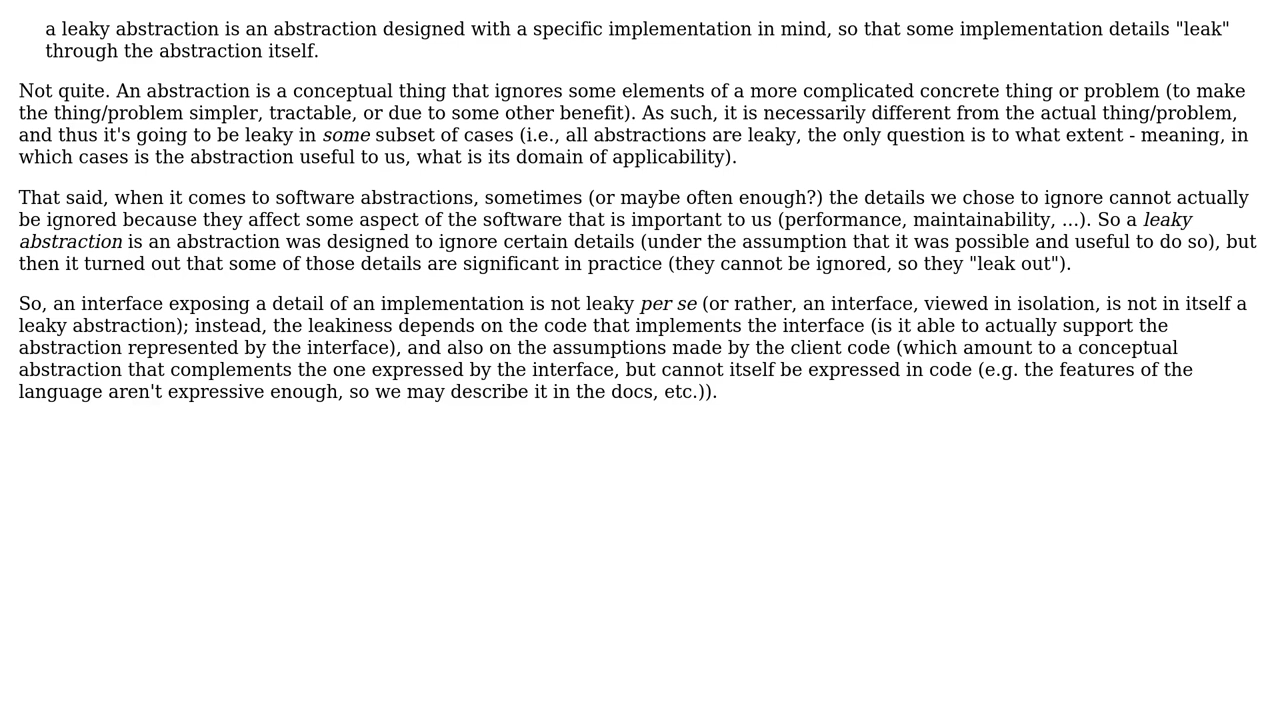 a leaky abstraction is an abstraction designed with a specific implementation in mind, so that some implementation details "leak"
through the abstraction itself.
Not quite. An abstraction is a conceptual thing that ignores some elements of a more complicated concrete thing or problem (to make
the thing/problem simpler, tractable, or due to some other benefit). As such, it is necessarily different from the actual thing/problem,
and thus it's going to be leaky in some subset of cases (i.e., all abstractions are leaky, the only question is to what extent - meaning, in
which cases is the abstraction useful to us, what is its domain of applicability).
That said, when it comes to software abstractions, sometimes (or maybe often enough?) the details we chose to ignore cannot actually
be ignored because they affect some aspect of the software that is important to us (performance, maintainability, ...). So a leaky
abstraction is an abstraction was designed to ignore certain details (under the assumption that it was possible and useful to do so), but
then it turned out that some of those details are significant in practice (they cannot be ignored, so they "leak out").
So, an interface exposing a detail of an implementation is not leaky per se (or rather, an interface, viewed in isolation, is not in itself a
leaky abstraction); instead, the leakiness depends on the code that implements the interface (is it able to actually support the
abstraction represented by the interface), and also on the assumptions made by the client code (which amount to a conceptual
abstraction that complements the one expressed by the interface, but cannot itself be expressed in code (e.g. the features of the
language aren't expressive enough, so we may describe it in the docs, etc.)).